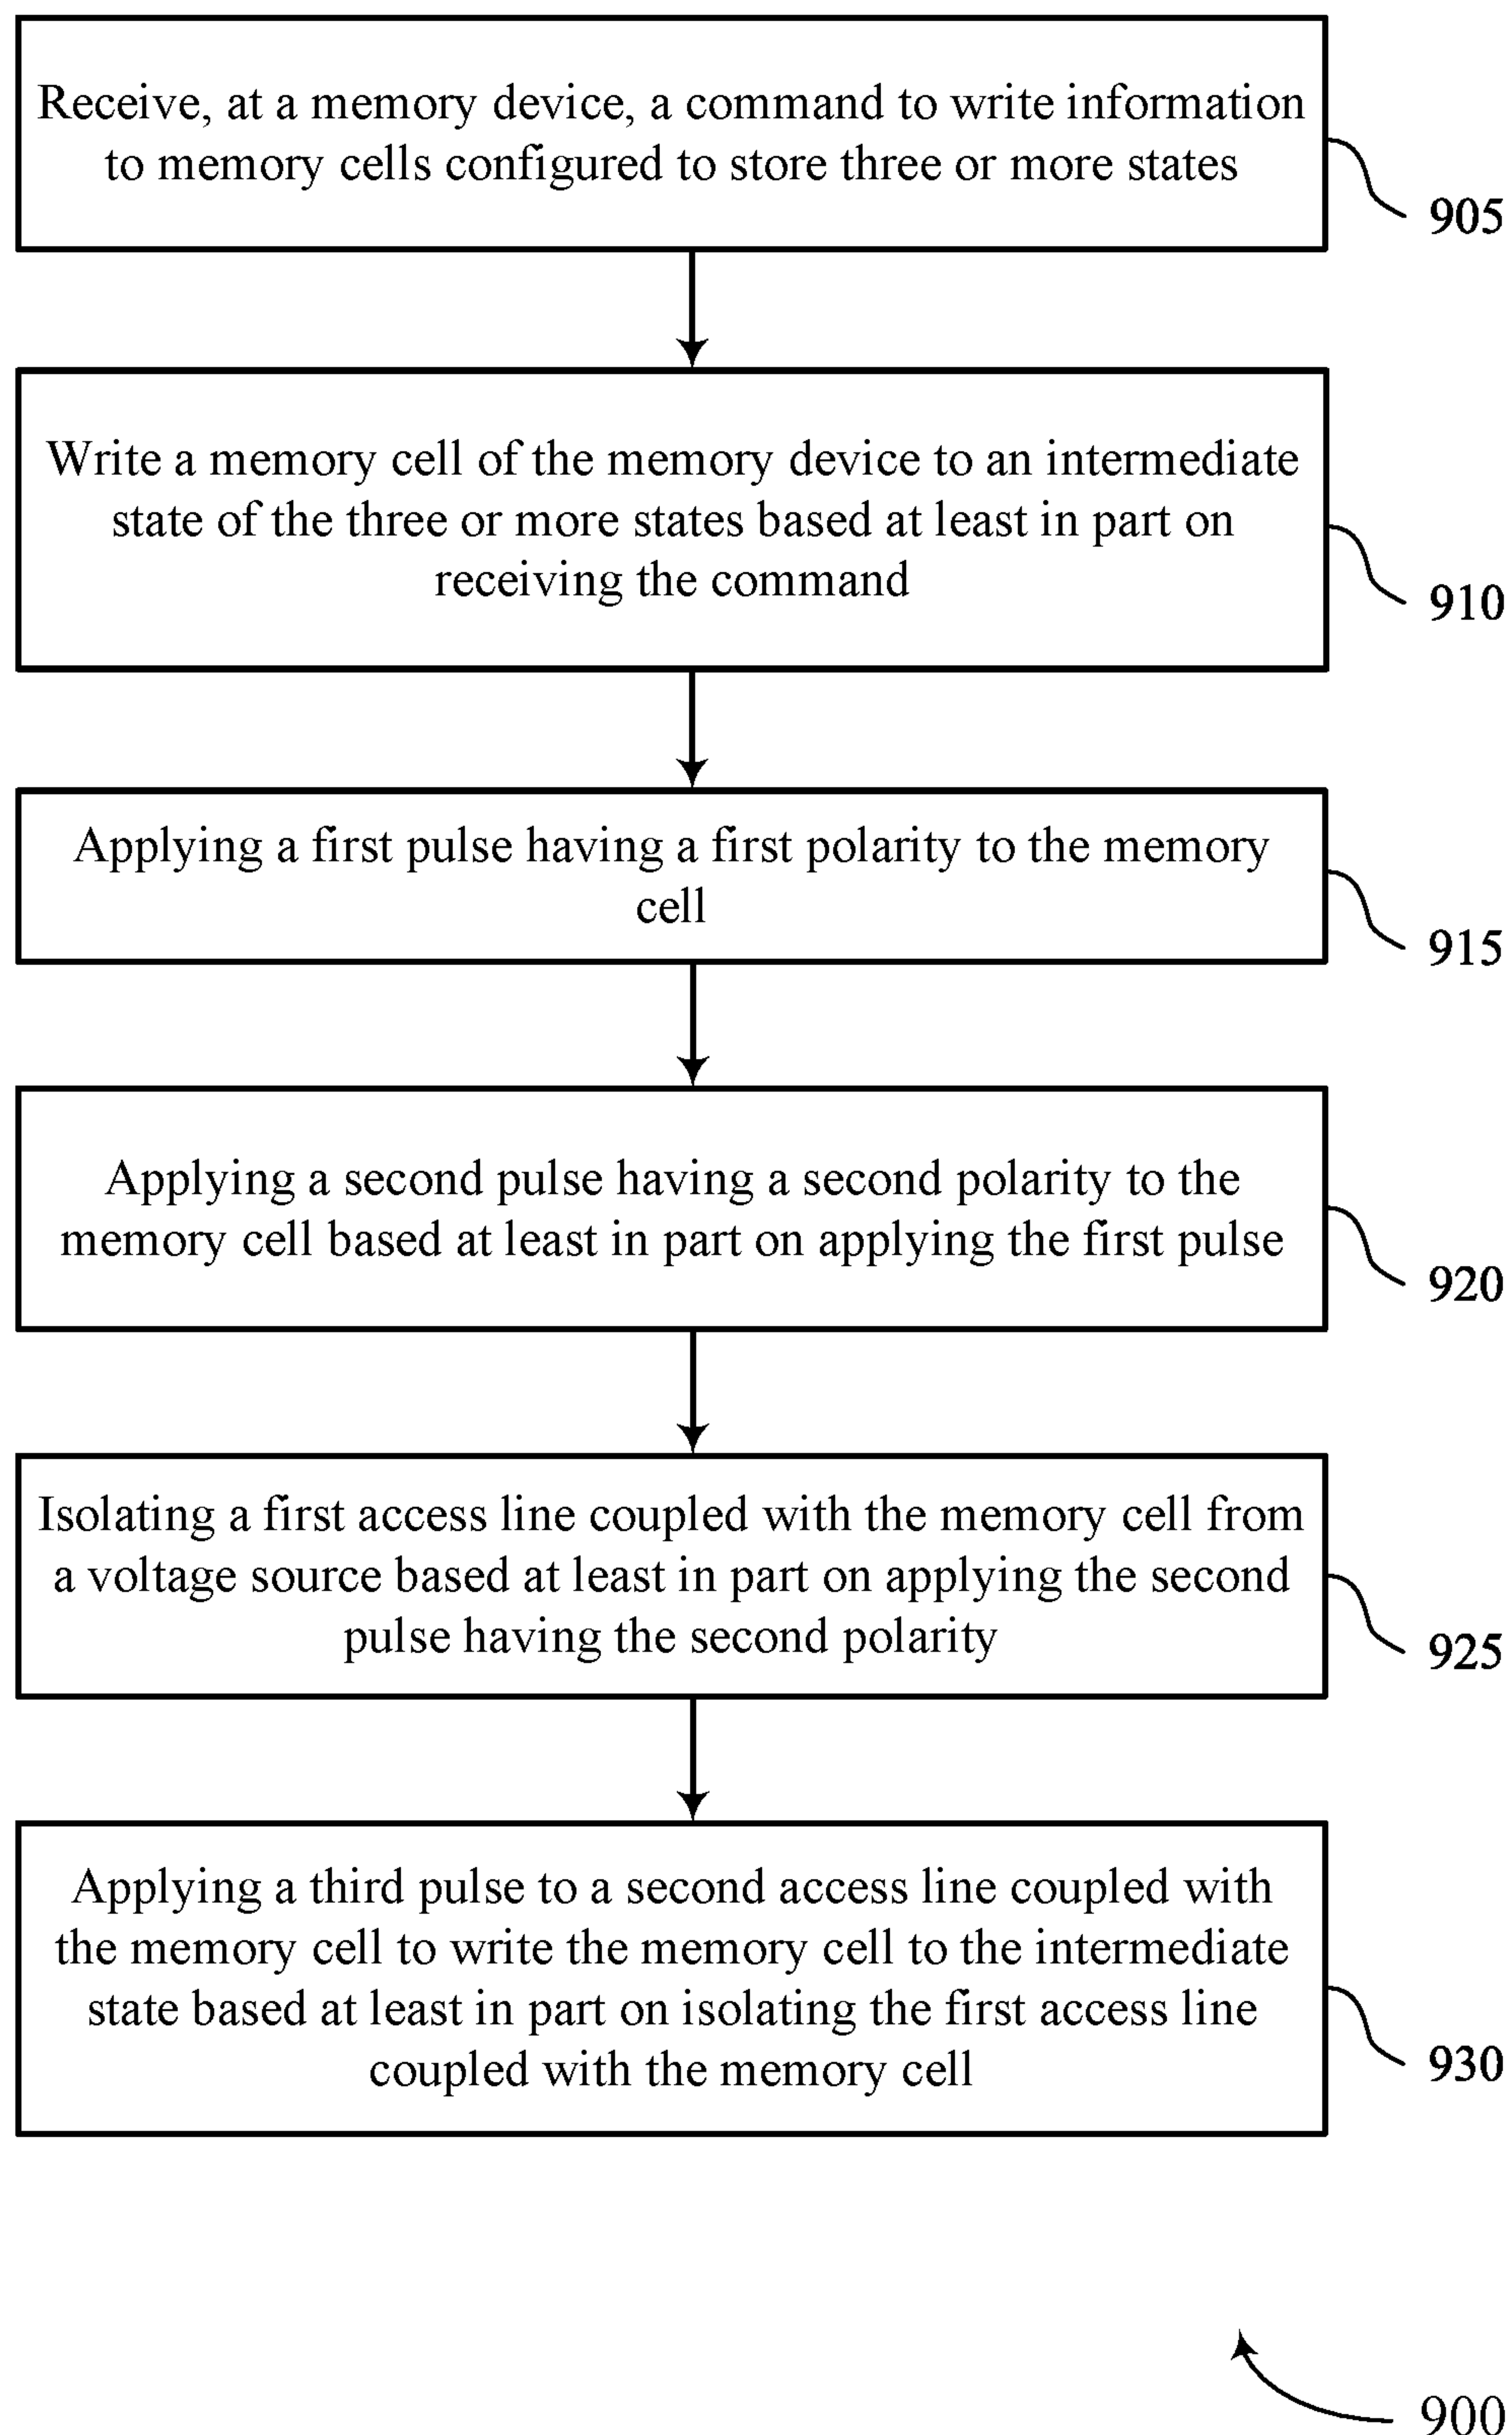 Receive, at a memory device, a command to write information
to memory cells configured to store three or more states
905
Write a memory cell of the memory device to an intermediate
state of the three or more states based at least in part on
receiving the command
910
Applying a first pulse having a first polarity to the memory
cell
915
Applying a second pulse having a second polarity to the
memory cell based at least in part on applying the first pulse
920
Isolating a first access line coupled with the memory cell from
a voltage source based at least in part on applying the second
pulse having the second polarity
925
Applying a third pulse to a second access line coupled with
the memory cell to write the memory cell to the intermediate
state based at least in part on isolating the first access line
coupled with the memory cell
930
900